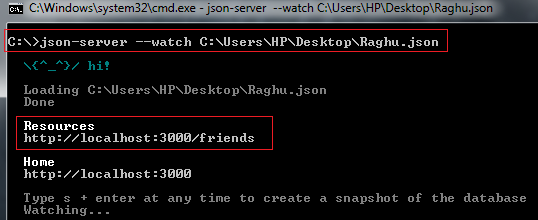 C:\Windows\system32\cmd.exe - json-server --watch C:\Users\HP\Desktop\Raghu.json
C:\>json-server --watch C:\Users\HP\Desktop\Raghu.json
\{^_^}/ hi!
Loading C:\Users\HP\Desktop\Raghu.json
Done
Resources
http://localhost:3000/friends
Home
http://localhost:3000
Type s + enter at any time to create a snapshot of the database
Watching...